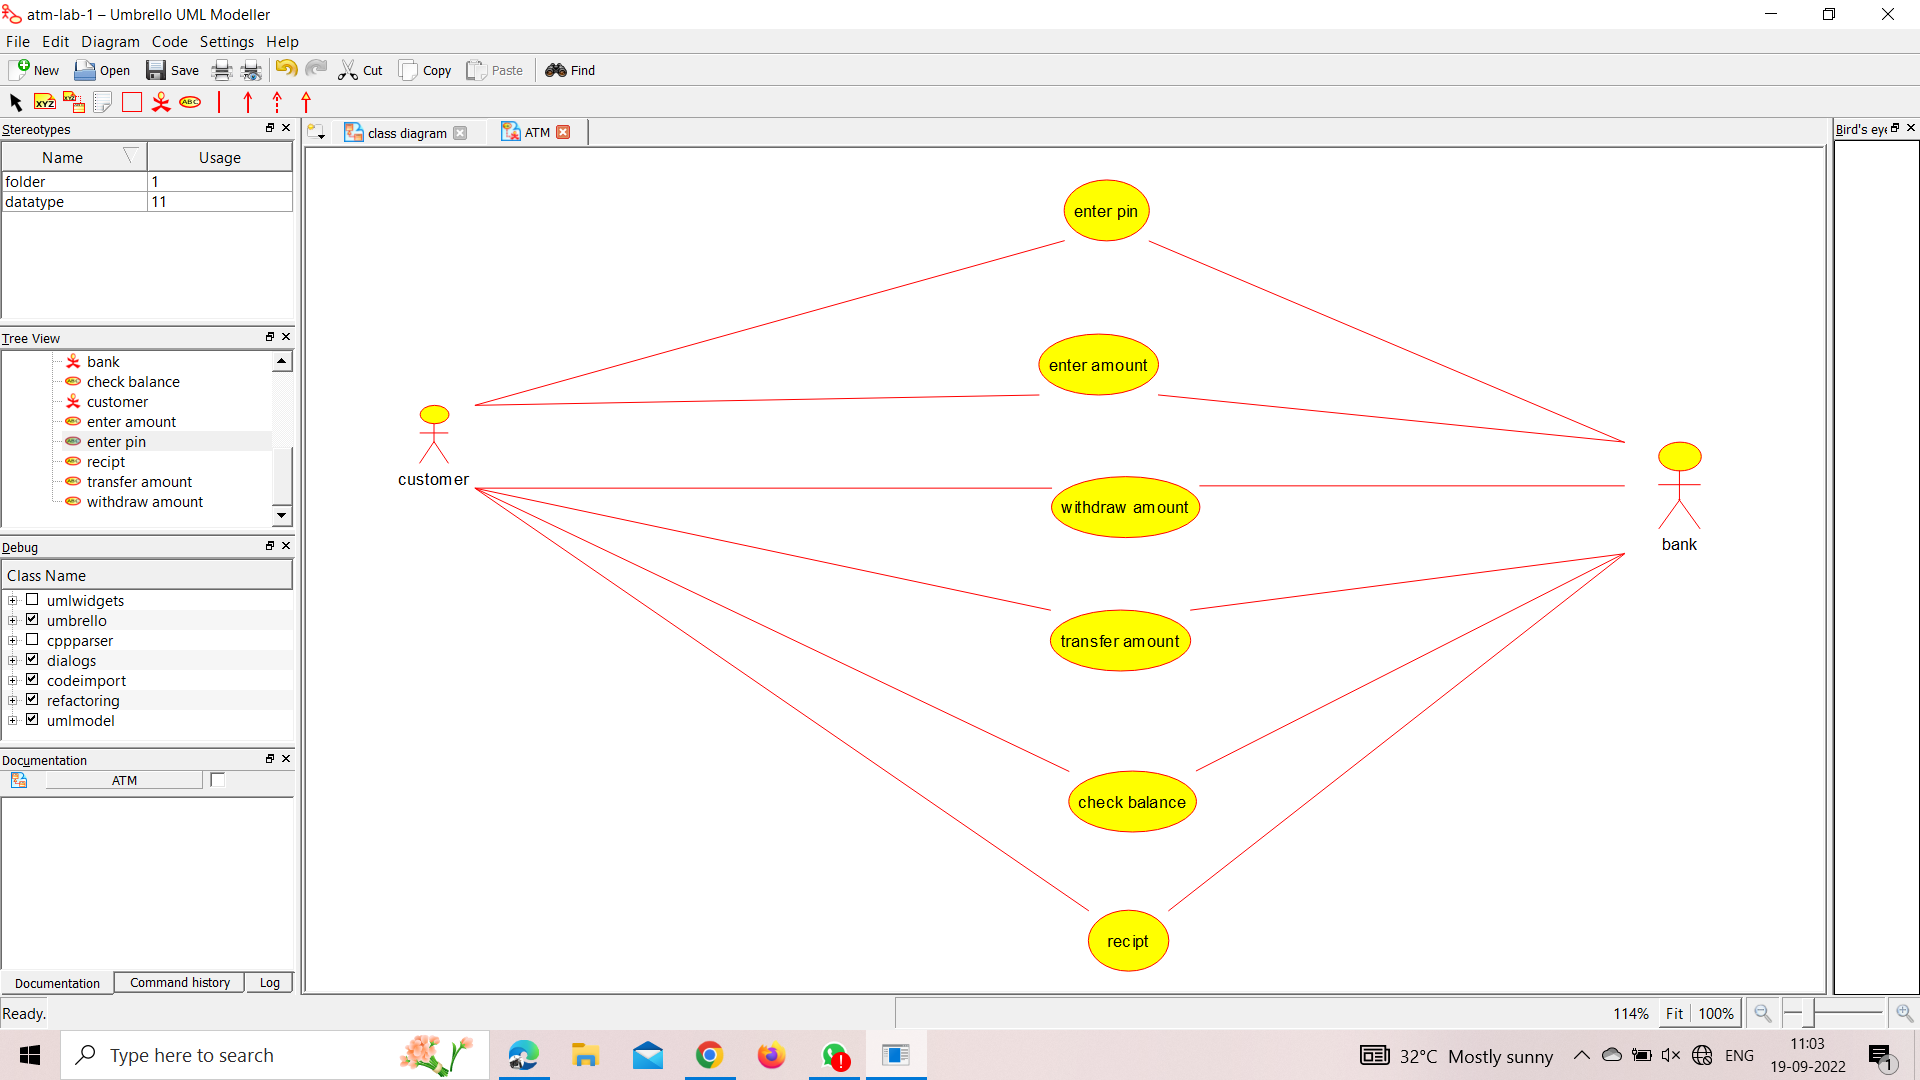 atm-lab-1 – Umbrello UML Modeller
File Edit Diagram Code Settings Help
New Open Save Cut Copy Paste Find
XYZ XYZ ABC
Stereotypes
Name Usage
folder 1
datatype 11
Tree View
bank
check balance
customer
enter amount
enter pin
recipt
transfer amount
withdraw amount
Debug
Class Name
umlwidgets
umbrello
cppparser
dialogs
codeimport
refactoring
umlmodel
Documentation
ATM
Documentation Command history Log
class diagram ATM
enter pin
enter amount
customer
withdraw amount
bank
transfer amount
check balance
recipt
Bird's eye
Ready.
114% Fit 100%
Type here to search
32°C Mostly sunny
ENG
11:03
19-09-2022
1